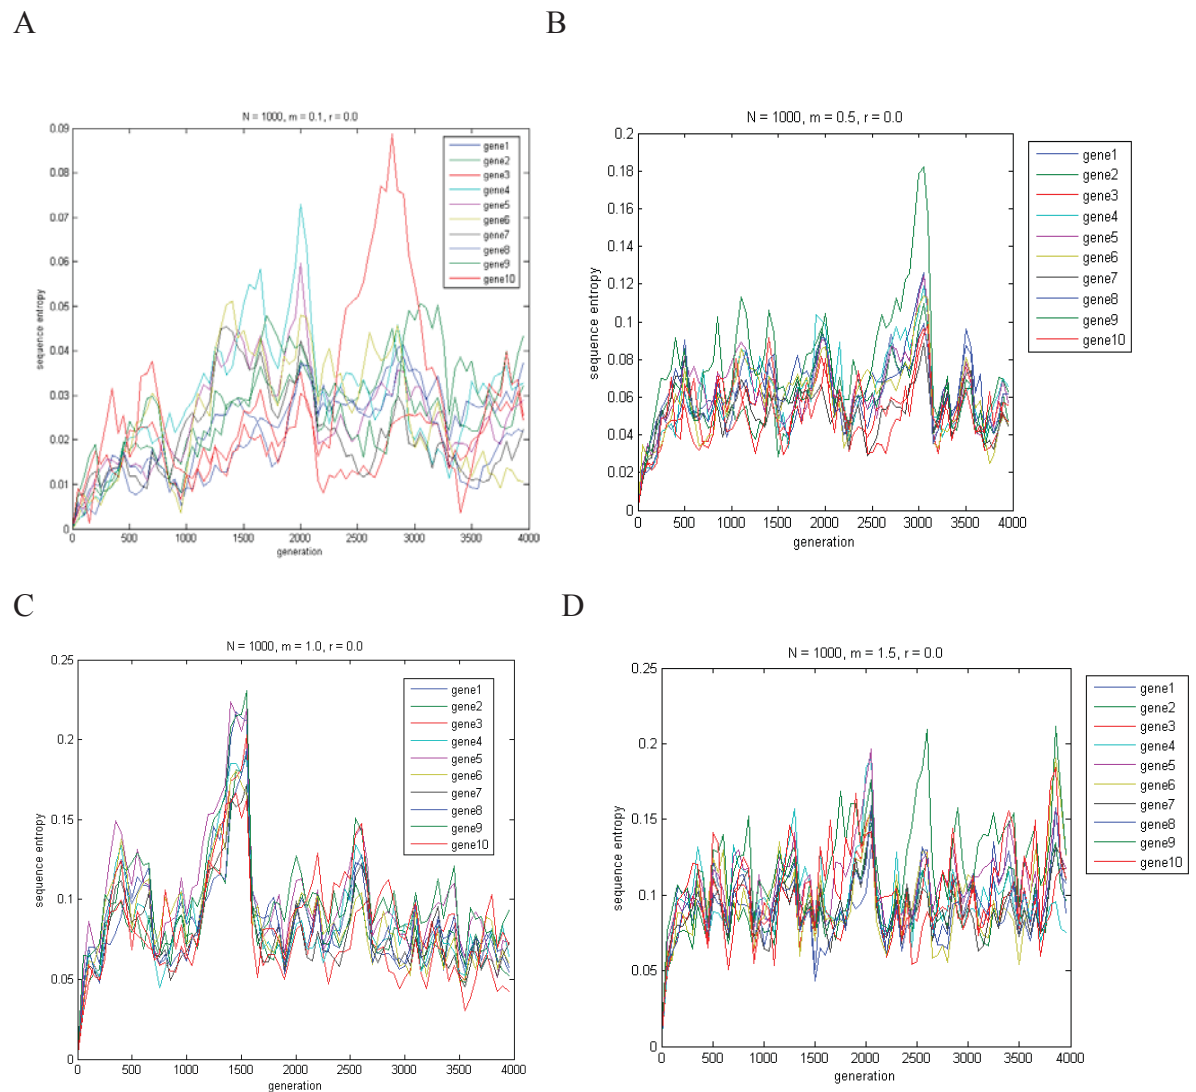 A
B
N = 1000, m = 0.1, r = 0.0
0.09
0.08
0.07
0.06
0.05
0.04
0.03
0.02
0.01
0
sequence entropy
0 500 1000 1500 2000 2500 3000 3500 4000
generation
gene1
gene2
gene3
gene4
gene5
gene6
gene7
gene8
gene9
gene10
N = 1000, m = 0.5, r = 0.0
0.2
0.18
0.16
0.14
0.12
0.1
0.08
0.06
0.04
0.02
0
sequence entropy
0 500 1000 1500 2000 2500 3000 3500 4000
generation
gene1
gene2
gene3
gene4
gene5
gene6
gene7
gene8
gene9
gene10
C
D
N = 1000, m = 1.0, r = 0.0
0.25
0.2
0.15
0.1
0.05
0
sequence entropy
0 500 1000 1500 2000 2500 3000 3500 4000
generation
gene1
gene2
gene3
gene4
gene5
gene6
gene7
gene8
gene9
gene10
N = 1000, m = 1.5, r = 0.0
0.25
0.2
0.15
0.1
0.05
0
sequence entropy
0 500 1000 1500 2000 2500 3000 3500 4000
generation
gene1
gene2
gene3
gene4
gene5
gene6
gene7
gene8
gene9
gene10